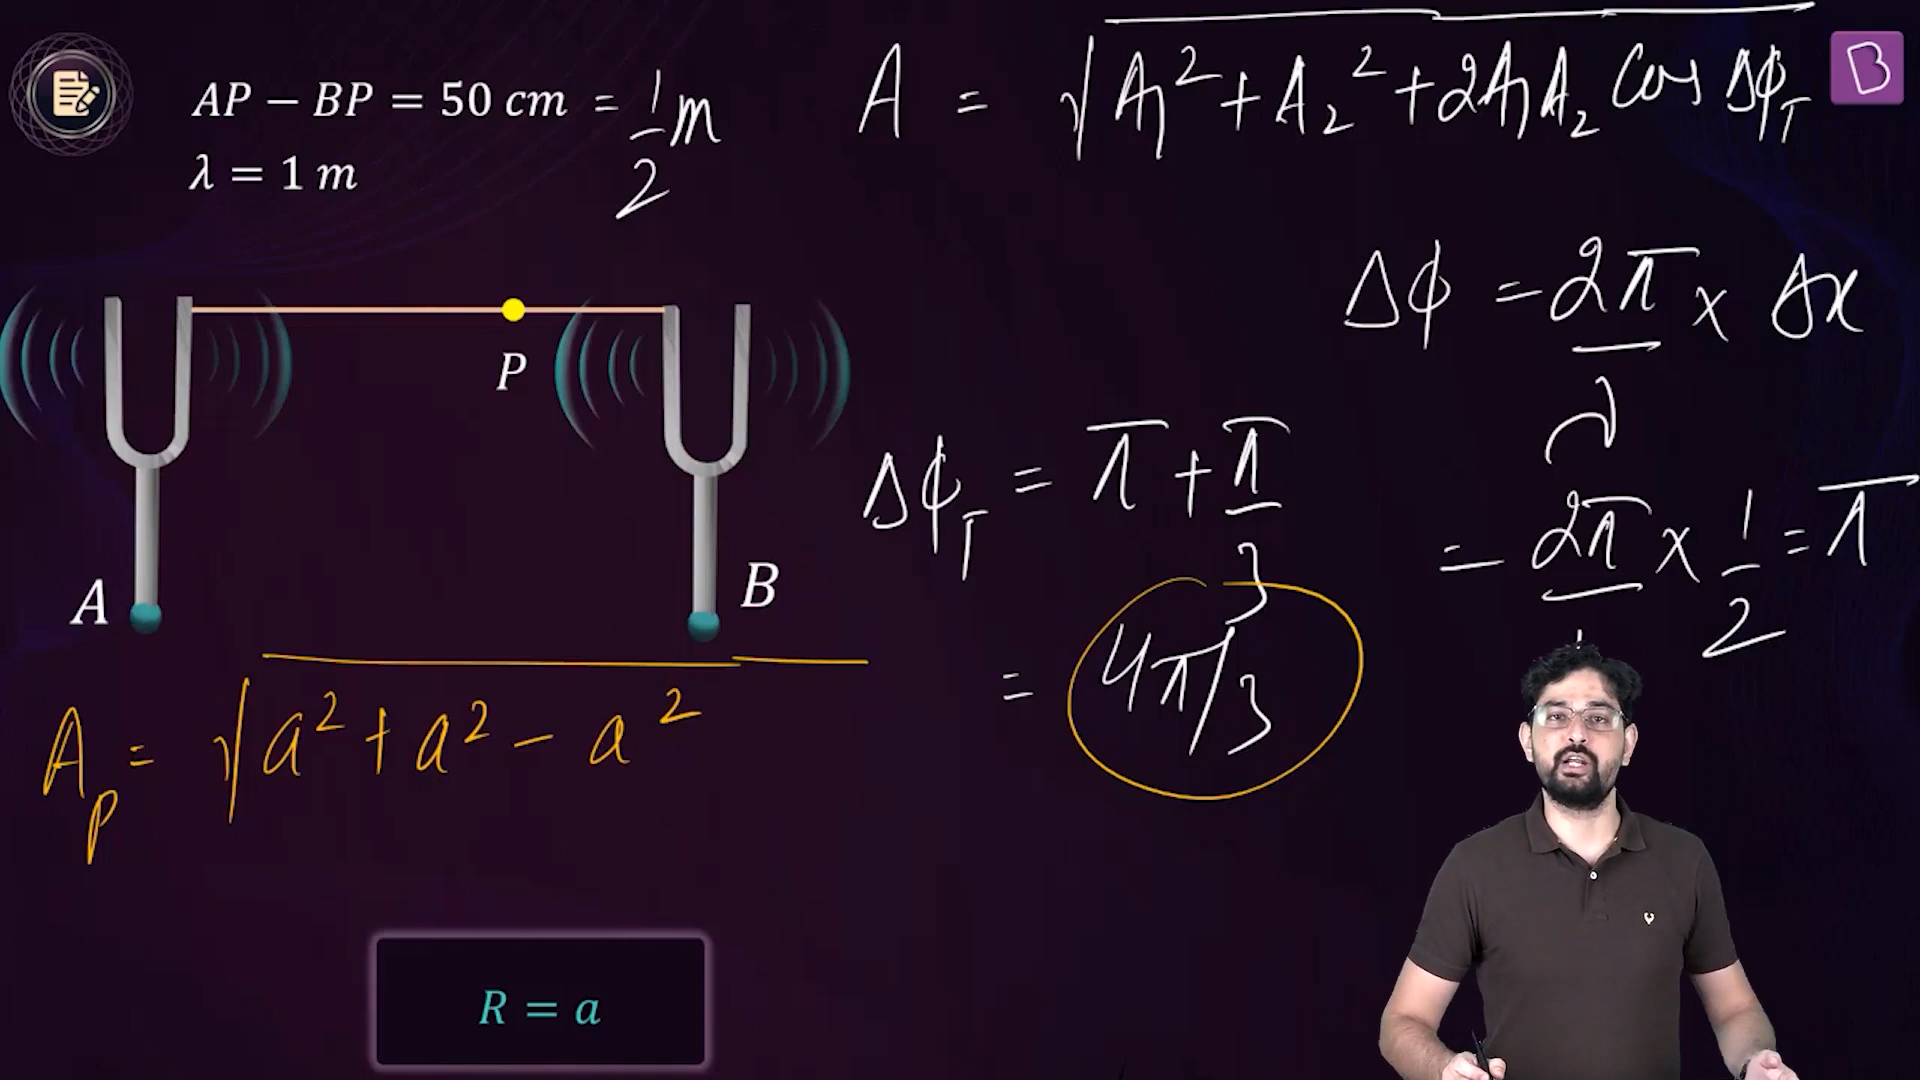 AP − BP = 50 cm = 1/2 m
λ = 1 m
A = √(A₁² + A₂² + 2A₁A₂ Cos Δϕ_T)
B
Δϕ = 2π/λ × Δx
= 2π/1 × 1/2 = π
P
Δϕ_T = π + π/3
= 4π/3
A
B
A_P = √(a² + a² − a²)
R = a